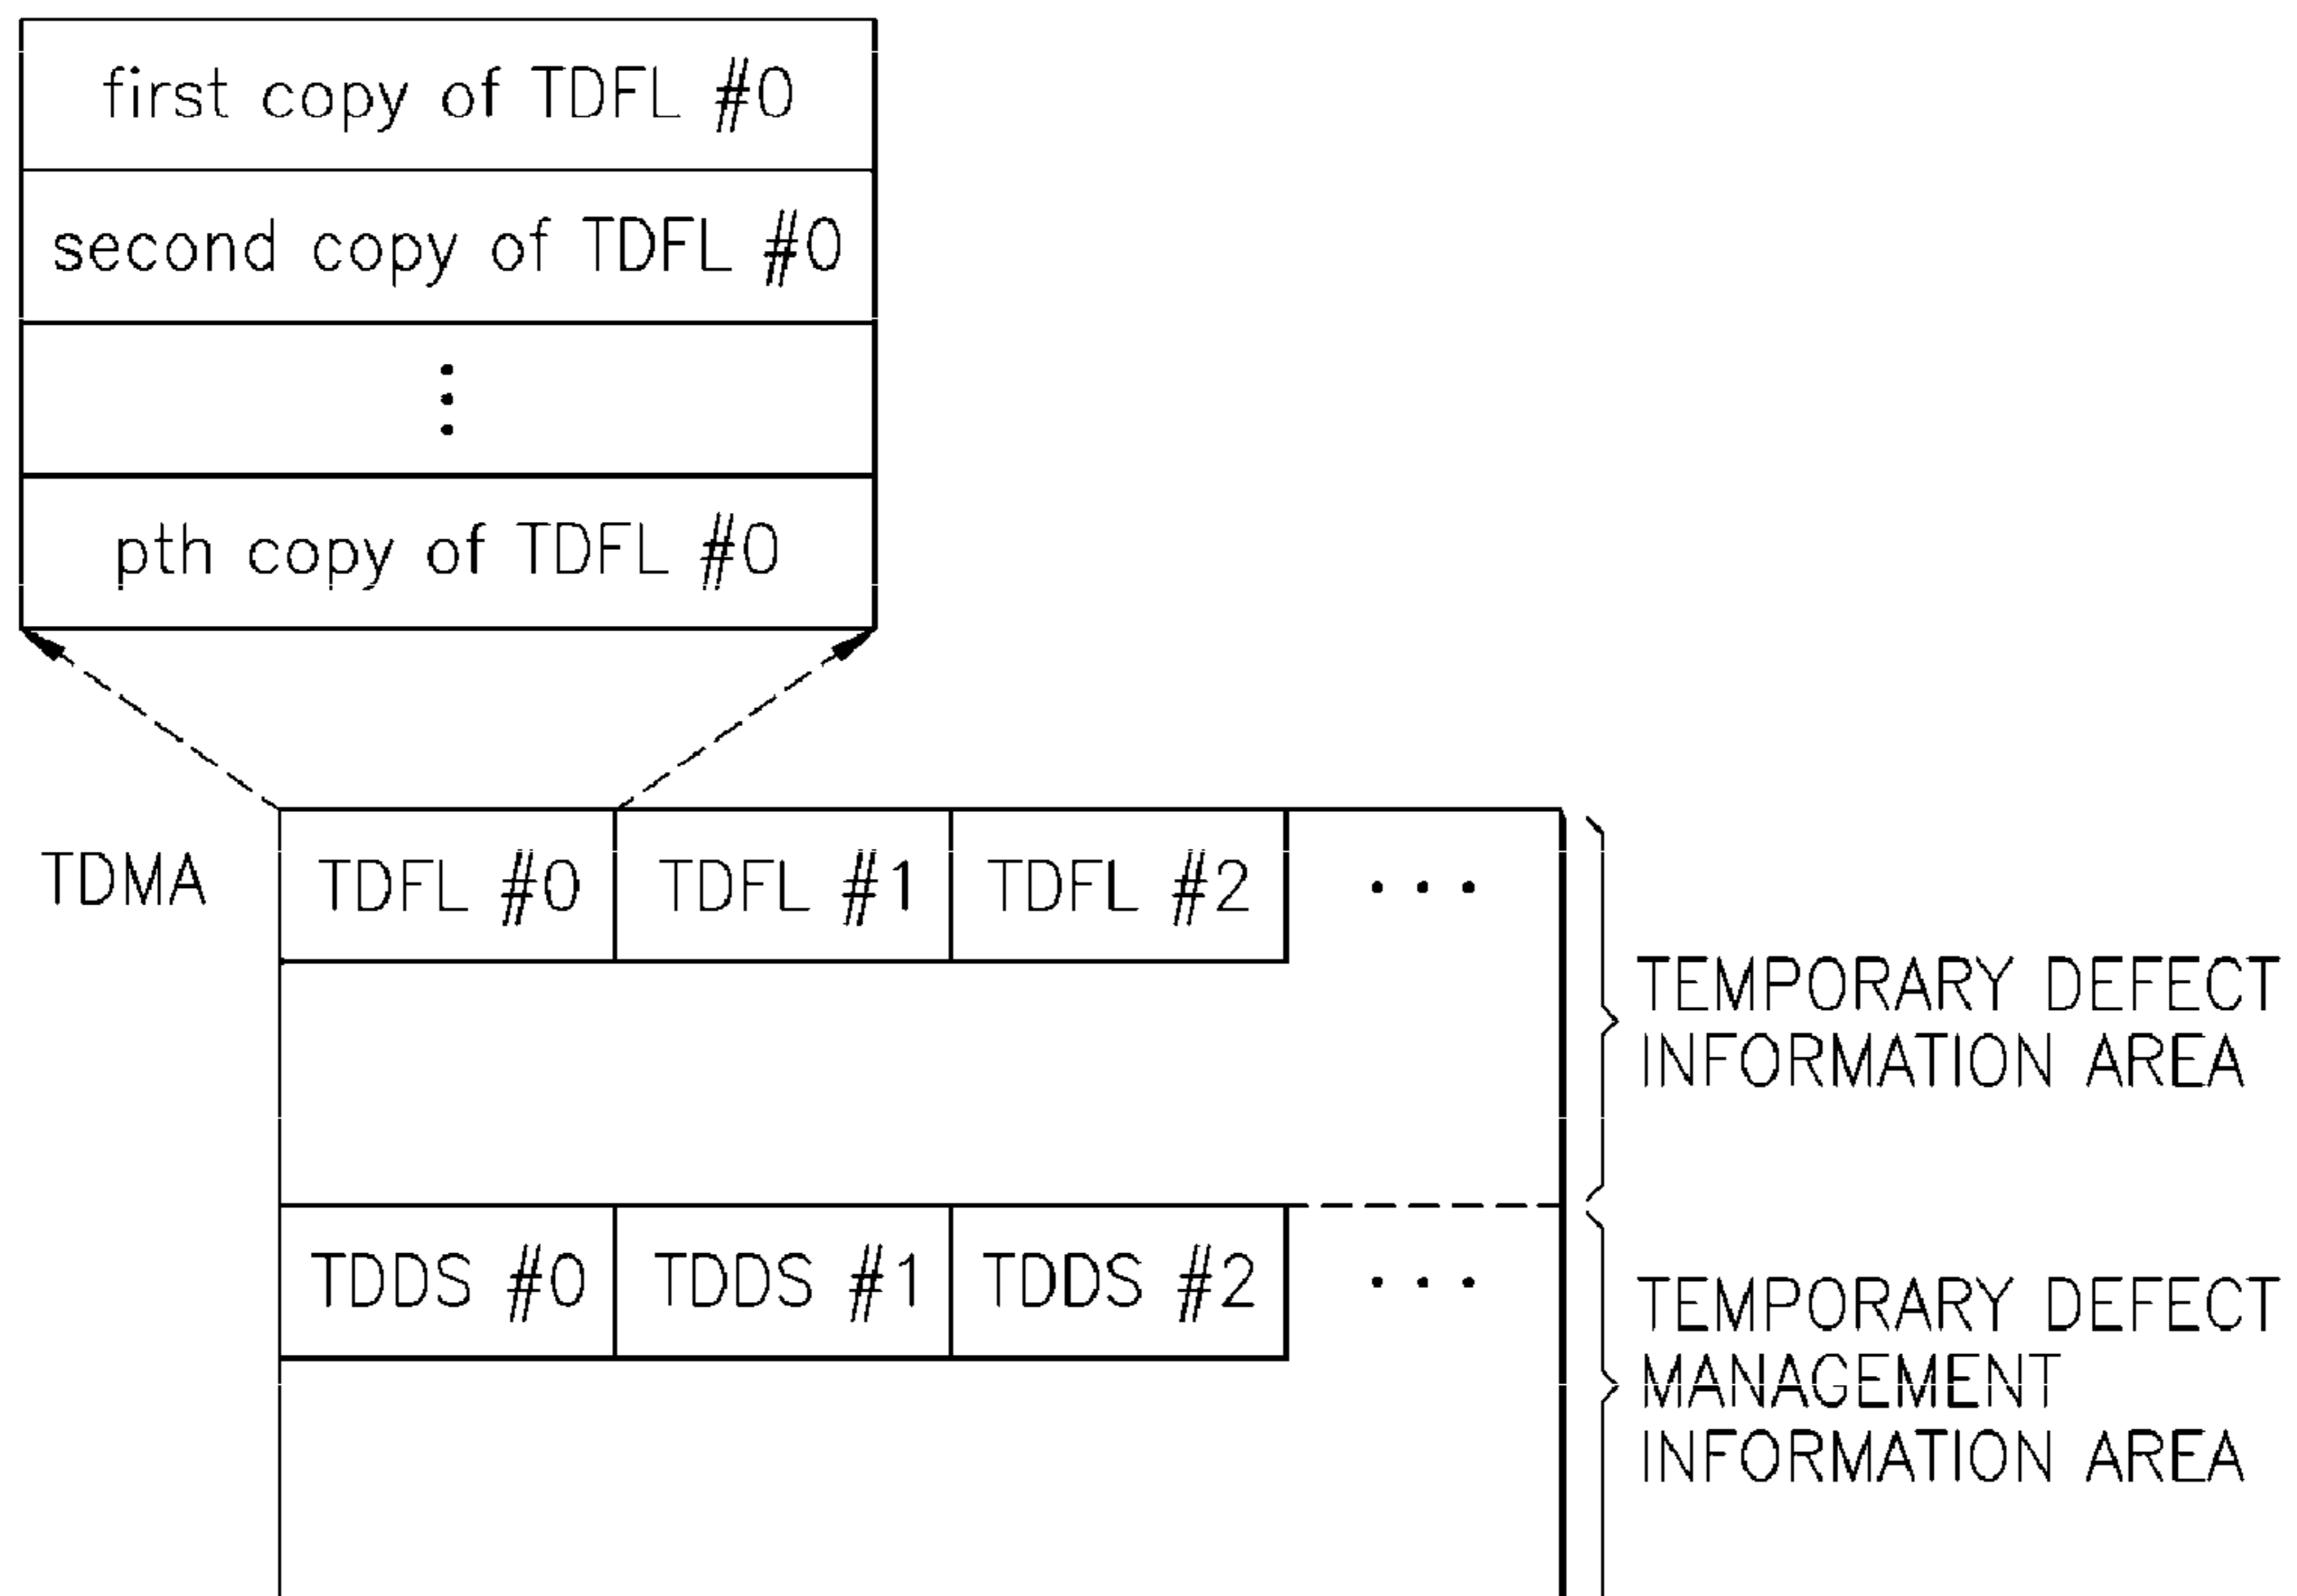 first copy of TDFL #0
second copy of TDFL #0
⋮
pth copy of TDFL #0
TDMA
TDFL #0
TDFL #1
TDFL #2
...
TEMPORARY DEFECT
INFORMATION AREA
TDDS #0
TDDS #1
TDDS #2
...
TEMPORARY DEFECT
MANAGEMENT
INFORMATION AREA